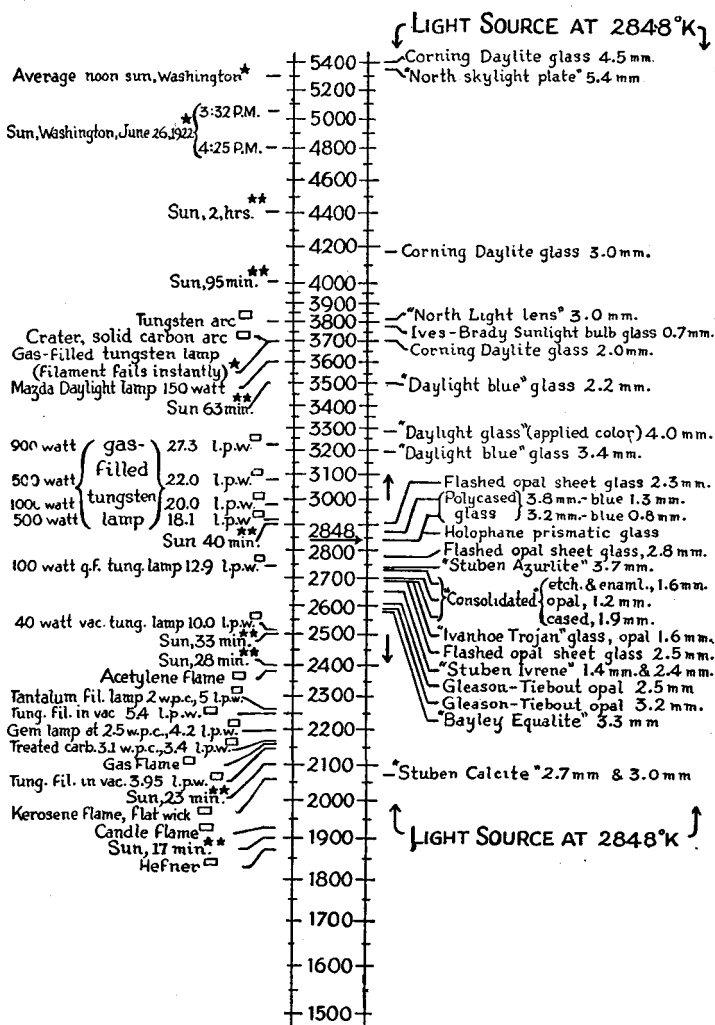 LIGHT SOURCE AT 2848°K
Average noon sun, Washington★
Sun, Washington, June 26, 1922★
3:32 P.M.
4:25 P.M.
Sun, 2, hrs.★★
Sun, 95 min.★★
Tungsten arc
Crater, solid carbon arc
Gas-filled tungsten lamp
(Filament fails instantly)★
Mazda Daylight lamp 150 watt
Sun 63 min.★★
900 watt
500 watt
100 watt
500 watt
gas-
filled
tungsten
lamp
27.3 l.p.w.
22.0 l.p.w.
20.0 l.p.w.
18.1 l.p.w.
Sun 40 min.★★
100 watt g.f. tung. lamp 12.9 l.p.w.
40 watt vac. tung. lamp 10.0 l.p.w.
Sun, 33 min.★★
Sun, 28 min.★★
Acetylene flame
Tantalum fil. lamp 2 w.p.c., 5 l.p.w.
Tung. fil. in vac 5.4 l.p.w.
Gem lamp at 2.5 w.p.c., 4.2 l.p.w.
Treated carb. 3.1 w.p.c., 3.4 l.p.w.
Gas flame
Tung. fil. in vac. 3.95 l.p.w.
Sun, 23 min.★★
Kerosene flame, flat wick
Candle flame
Sun, 17 min.★★
Hefner
5400
5200
5000
4800
4600
4400
4200
4000
3900
3800
3700
3600
3500
3400
3300
3200
3100
3000
2848
2800
2700
2600
2500
2400
2300
2200
2100
2000
1900
1800
1700
1600
1500
Corning Daylite glass 4.5 mm.
"North skylight plate" 5.4 mm.
Corning Daylite glass 3.0 mm.
"North Light lens" 3.0 mm.
Ives-Brady Sunlight bulb glass 0.7 mm.
Corning Daylite glass 2.0 mm.
"Daylight blue" glass 2.2 mm.
"Daylight glass" (applied color) 4.0 mm.
"Daylight blue" glass 3.4 mm.
Flashed opal sheet glass 2.3 mm.
Polycased
glass
3.8 mm.-blue 1.3 mm.
3.2 mm.-blue 0.8 mm.
Holophane prismatic glass
Flashed opal sheet glass, 2.8 mm.
"Stuben Azurlite" 3.7 mm.
"Consolidated"
etch. & enaml., 1.6 mm.
opal, 1.2 mm.
cased, 1.9 mm.
"Ivanhoe Trojan" glass, opal 1.6 mm.
Flashed opal sheet glass 2.5 mm.
"Stuben Ivrene" 1.4 mm. & 2.4 mm.
Gleason-Tiebout opal 2.5 mm
Gleason-Tiebout opal 3.2 mm.
"Bayley Equalite" 3.3 mm
"Stuben Calcite" 2.7 mm & 3.0 mm
LIGHT SOURCE AT 2848°K